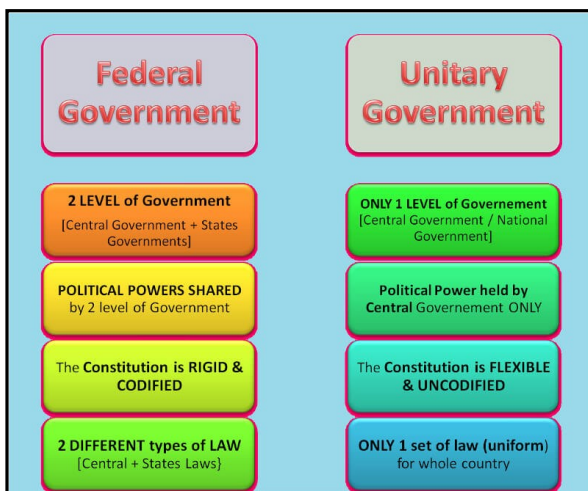 Federal
Government
2 LEVEL of Government
[Central Government + States
Governments]
POLITICAL POWERS SHARED
by 2 level of Government
The Constitution is RIGID &
CODIFIED
2 DIFFERENT types of LAW
[Central + States Laws}
Unitary
Government
ONLY 1 LEVEL of Governement
[Central Government / National
Government]
Political Power held by
Central Governement ONLY
The Constitution is FLEXIBLE
& UNCODIFIED
ONLY 1 set of law (uniform)
for whole country